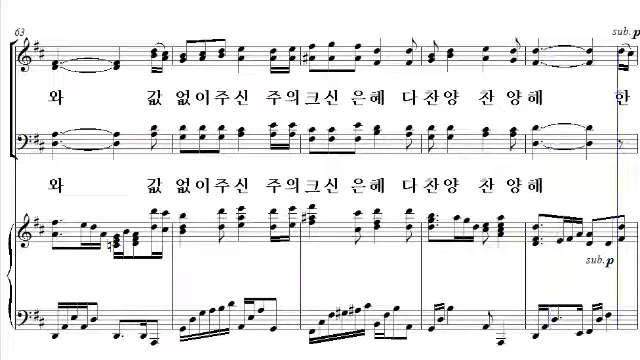 63
sub. p
와 값 없이주신 주의크신 은혜 다찬양 찬양해 한
와 값 없이주신 주의크신 은혜 다찬양 찬양해
sub. p